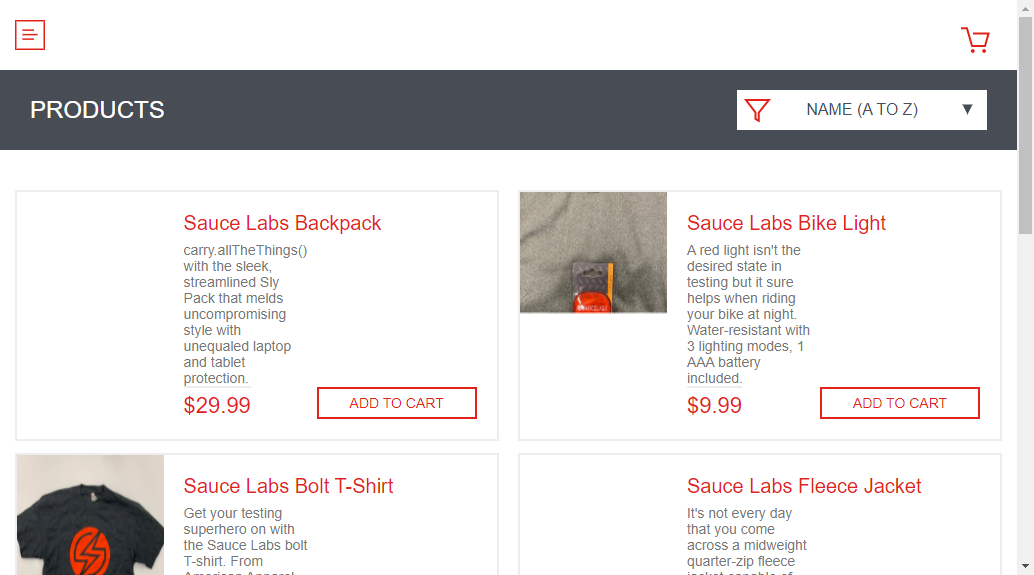 PRODUCTS
NAME (A TO Z)
Sauce Labs Backpack
carry.allTheThings()
with the sleek,
streamlined Sly
Pack that melds
uncompromising
style with
unequaled laptop
and tablet
protection.
$29.99
ADD TO CART
Sauce Labs Bike Light
A red light isn't the
desired state in
testing but it sure
helps when riding
your bike at night.
Water-resistant with
3 lighting modes, 1
AAA battery
included.
$9.99
ADD TO CART
Sauce Labs Bolt T-Shirt
Get your testing
superhero on with
the Sauce Labs bolt
T-shirt. From
American Apparel
Sauce Labs Fleece Jacket
It's not every day
that you come
across a midweight
quarter-zip fleece
jacket capable of